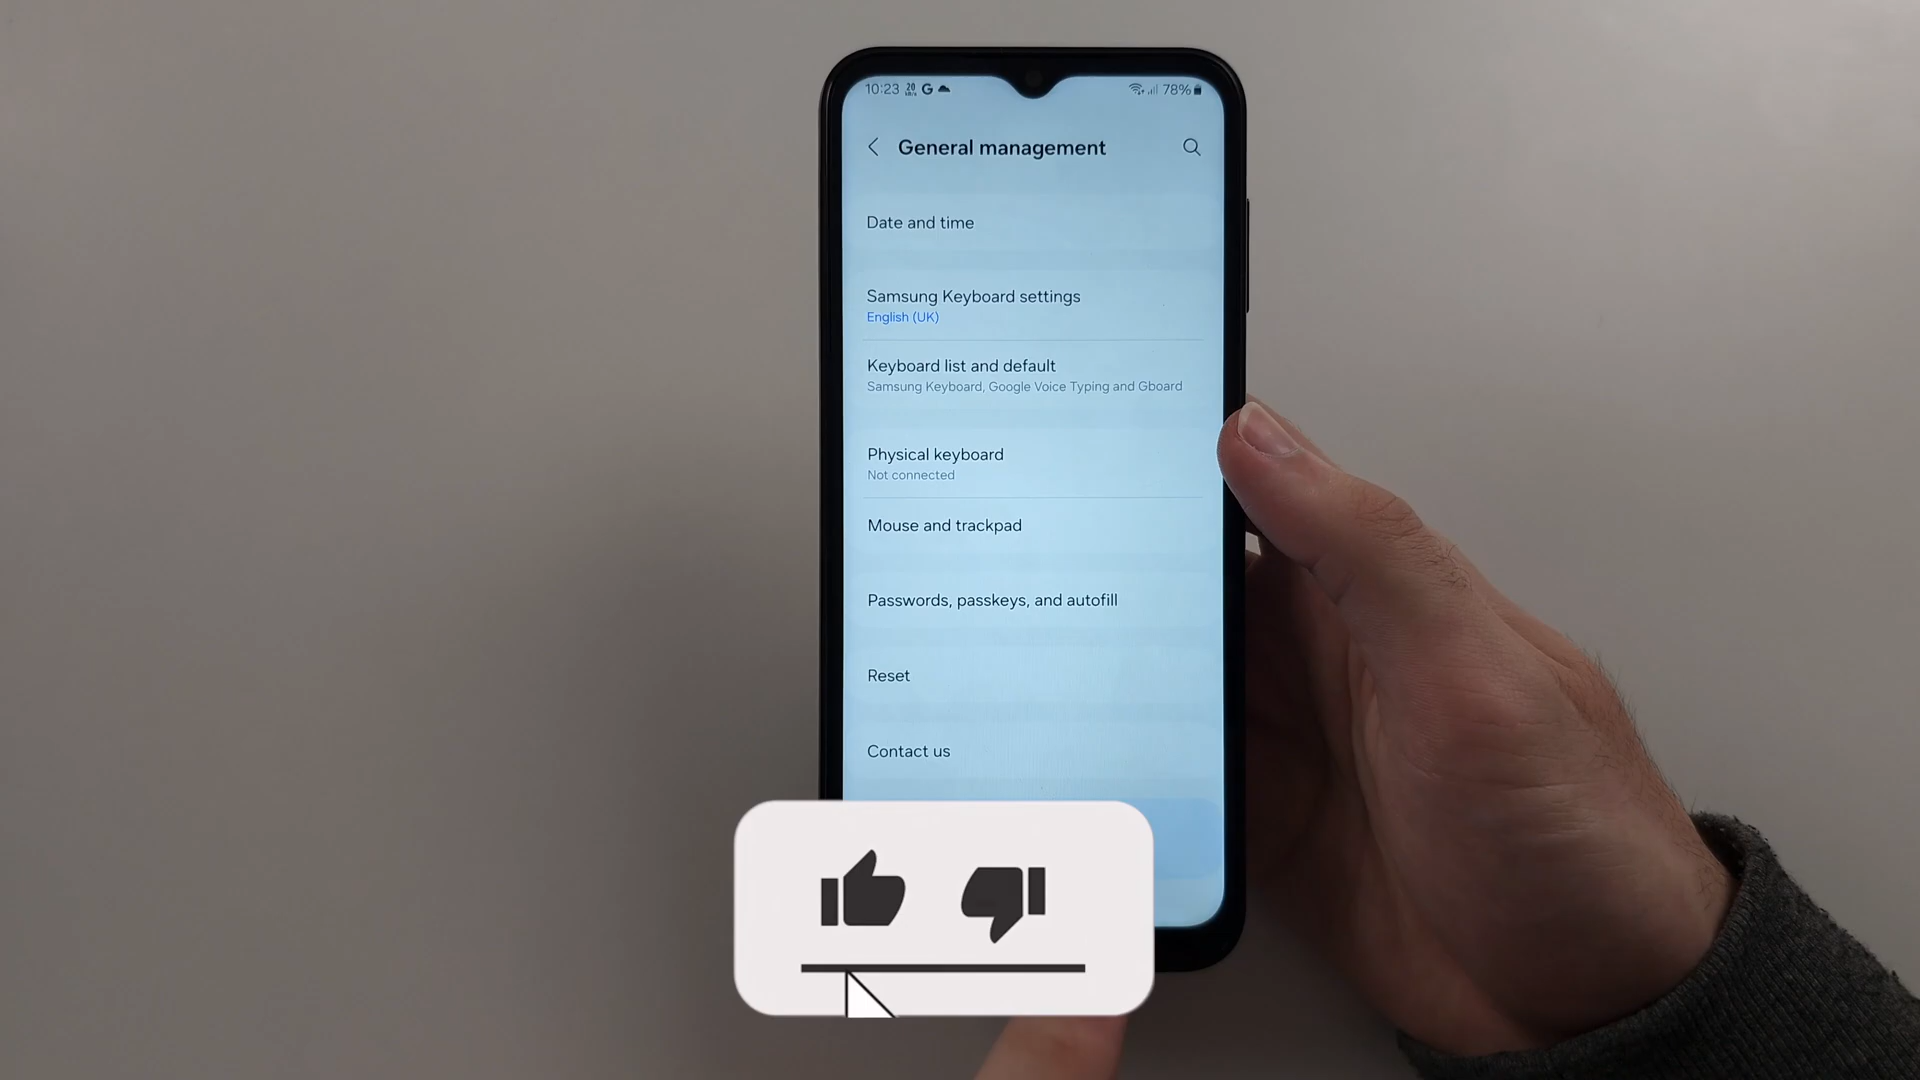 10:23 20 KB/s G 78%
General management
Date and time
Samsung Keyboard settings
English (UK)
Keyboard list and default
Samsung Keyboard, Google Voice Typing and Gboard
Physical keyboard
Not connected
Mouse and trackpad
Passwords, passkeys, and autofill
Reset
Contact us